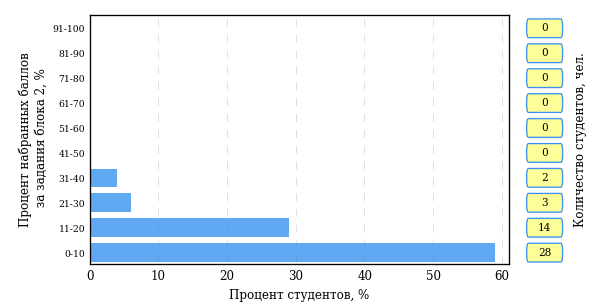 Процент набранных баллов
за задания блока 2, %
91-100 0
81-90 0
71-80 0
61-70 0
51-60 0
41-50 0
31-40 2
21-30 3
11-20 14
0-10 28
0 10 20 30 40 50 60
Процент студентов, %
Количество студентов, чел.